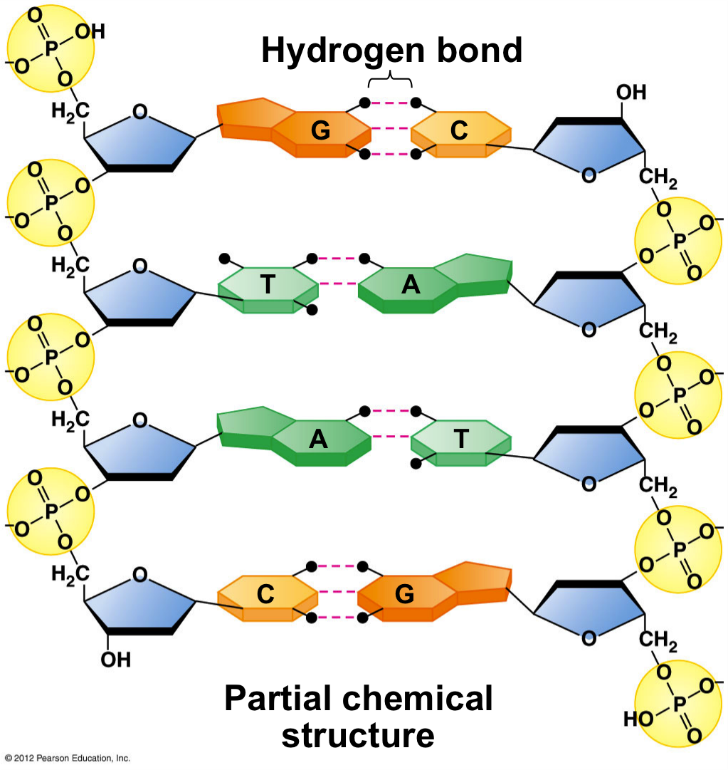 O
OH
P
−O
O
Hydrogen bond
H₂C
O
G
C
OH
O
CH₂
O
O
P
−O
O
O
P
O−
O
O
H₂C
O
T
A
O
CH₂
O
O
P
−O
O
O
P
O−
O
O
H₂C
O
A
T
O
CH₂
O
O
P
−O
O
O
P
O−
O
O
H₂C
O
C
G
O
CH₂
OH
O
P
O−
HO
O
Partial chemical
structure
© 2012 Pearson Education, Inc.